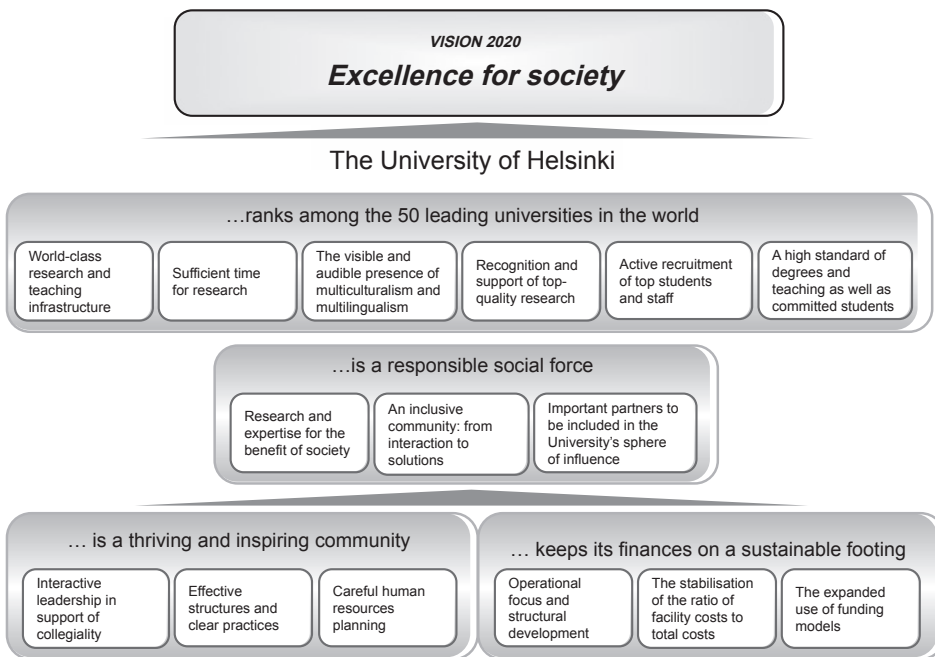 VISION 2020
Excellence for society
The University of Helsinki
…ranks among the 50 leading universities in the world
World-class
research and
teaching
infrastructure
Sufficient time
for research
The visible and
audible presence of
multiculturalism and
multilingualism
Recognition and
support of top-
quality research
Active recruitment
of top students
and staff
A high standard of
degrees and
teaching as well as
committed students
…is a responsible social force
Research and
expertise for the
benefit of society
An inclusive
community: from
interaction to
solutions
Important partners to
be included in the
University's sphere
of influence
… is a thriving and inspiring community
Interactive
leadership in
support of
collegiality
Effective
structures and
clear practices
Careful human
resources
planning
… keeps its finances on a sustainable footing
Operational
focus and
structural
development
The stabilisation
of the ratio of
facility costs to
total costs
The expanded
use of funding
models